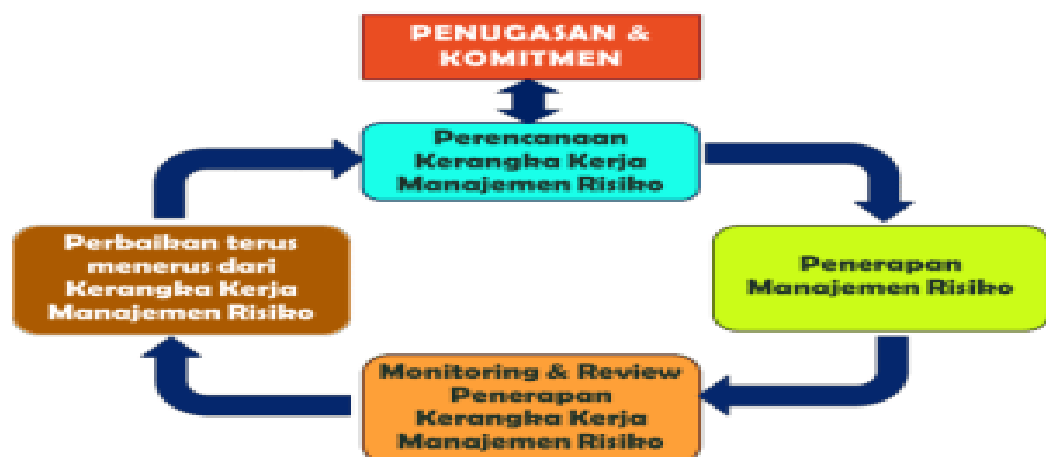 PENUGASAN &
KOMITMEN
Perencanaan
Kerangka Kerja
Manajemen Risiko
Penerapan
Manajemen Risiko
Monitoring & Review
Penerapan
Kerangka Kerja
Manajemen Risiko
Perbaikan terus
menerus dari
Kerangka Kerja
Manajemen Risiko